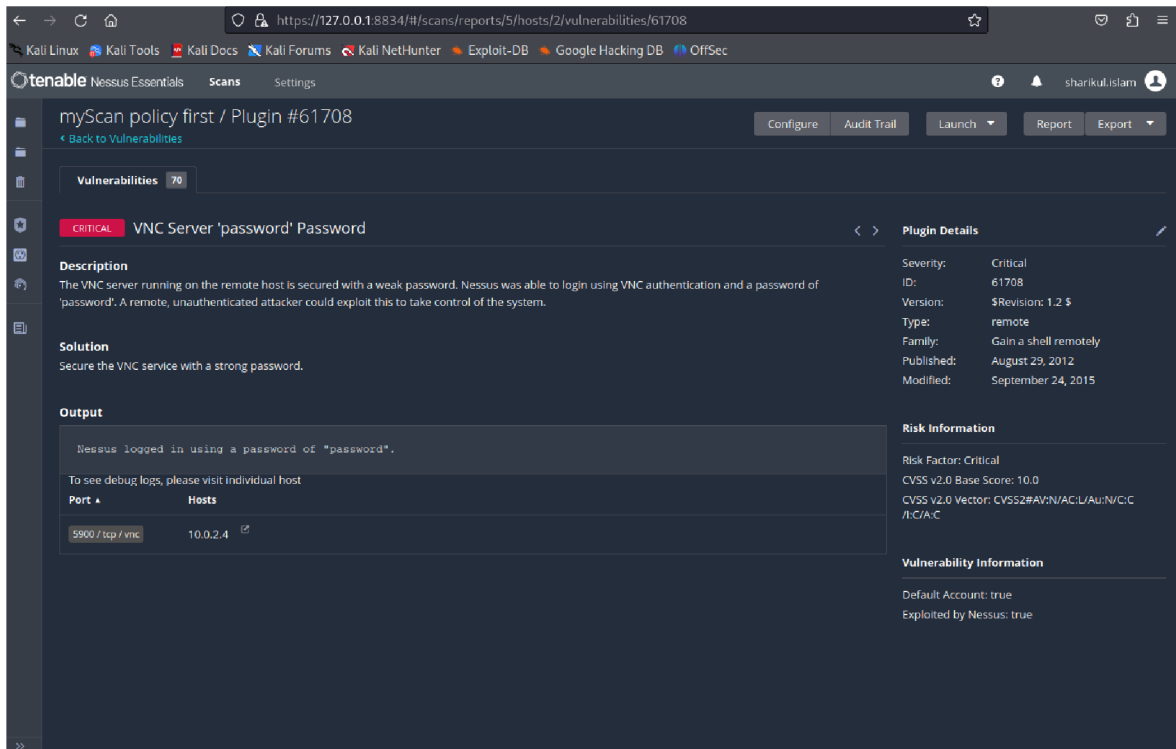 https://127.0.0.1:8834/#/scans/reports/5/hosts/2/vulnerabilities/61708
Kali Linux Kali Tools Kali Docs Kali Forums Kali NetHunter Exploit-DB Google Hacking DB OffSec
tenable Nessus Essentials Scans Settings sharikul.islam
myScan policy first / Plugin #61708
Back to Vulnerabilities
Configure Audit Trail Launch Report Export
Vulnerabilities 70
CRITICAL VNC Server 'password' Password
Description
The VNC server running on the remote host is secured with a weak password. Nessus was able to login using VNC authentication and a password of
'password'. A remote, unauthenticated attacker could exploit this to take control of the system.
Solution
Secure the VNC service with a strong password.
Output
Nessus logged in using a password of "password".
To see debug logs, please visit individual host
Port Hosts
5900 / tcp / vnc 10.0.2.4
Plugin Details
Severity: Critical
ID: 61708
Version: $Revision: 1.2 $
Type: remote
Family: Gain a shell remotely
Published: August 29, 2012
Modified: September 24, 2015
Risk Information
Risk Factor: Critical
CVSS v2.0 Base Score: 10.0
CVSS v2.0 Vector: CVSS2#AV:N/AC:L/Au:N/C:C
/I:C/A:C
Vulnerability Information
Default Account: true
Exploited by Nessus: true